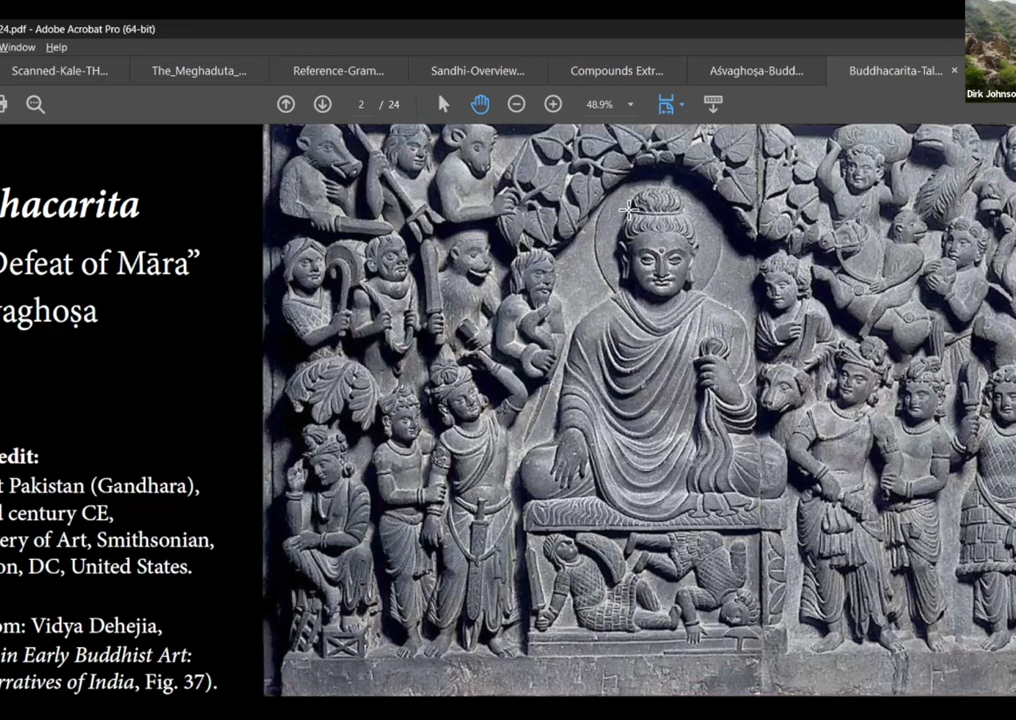 24.pdf - Adobe Acrobat Pro (64-bit)
Window Help
Scanned-Kale-TH... The_Meghaduta_... Reference-Gram... Sandhi-Overview... Compounds Extr... Aśvaghoṣa-Budd... Buddhacarita-Tal... ×
2 / 24 48.9%
Dirk Johnso
hacarita
Defeat of Māra”
vaghoṣa
edit:
t Pakistan (Gandhara),
d century CE,
ery of Art, Smithsonian,
on, DC, United States.
om: Vidya Dehejia,
in Early Buddhist Art:
rratives of India, Fig. 37).